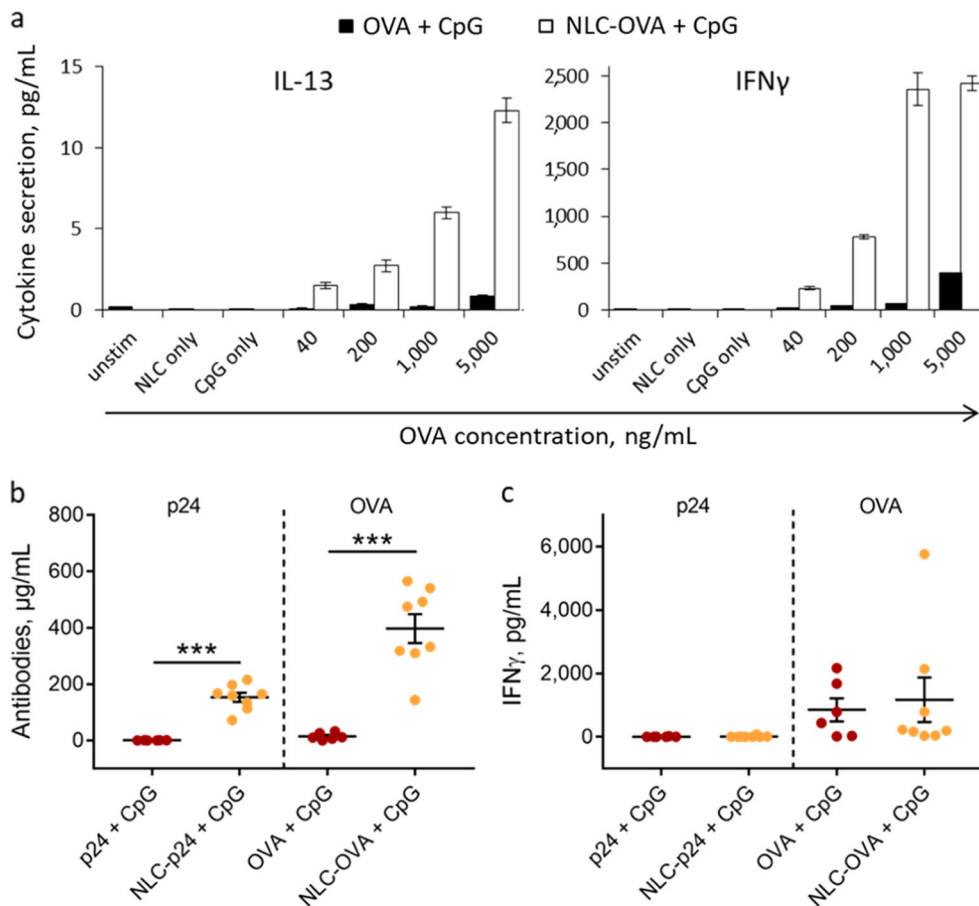 a
OVA + CpG NLC-OVA + CpG
Cytokine secretion, pg/mL
IL-13
15
10
5
0
unstim NLC only CpG only 40 200 1,000 5,000
IFNγ
2,500
2,000
1,500
1,000
500
0
unstim NLC only CpG only 40 200 1,000 5,000
OVA concentration, ng/mL
b
p24 OVA
Antibodies, µg/mL
800
600
400
200
0
***
***
p24 + CpG NLC-p24 + CpG OVA + CpG NLC-OVA + CpG
c
p24 OVA
IFNγ, pg/mL
6,000
4,000
2,000
0
p24 + CpG NLC-p24 + CpG OVA + CpG NLC-OVA + CpG